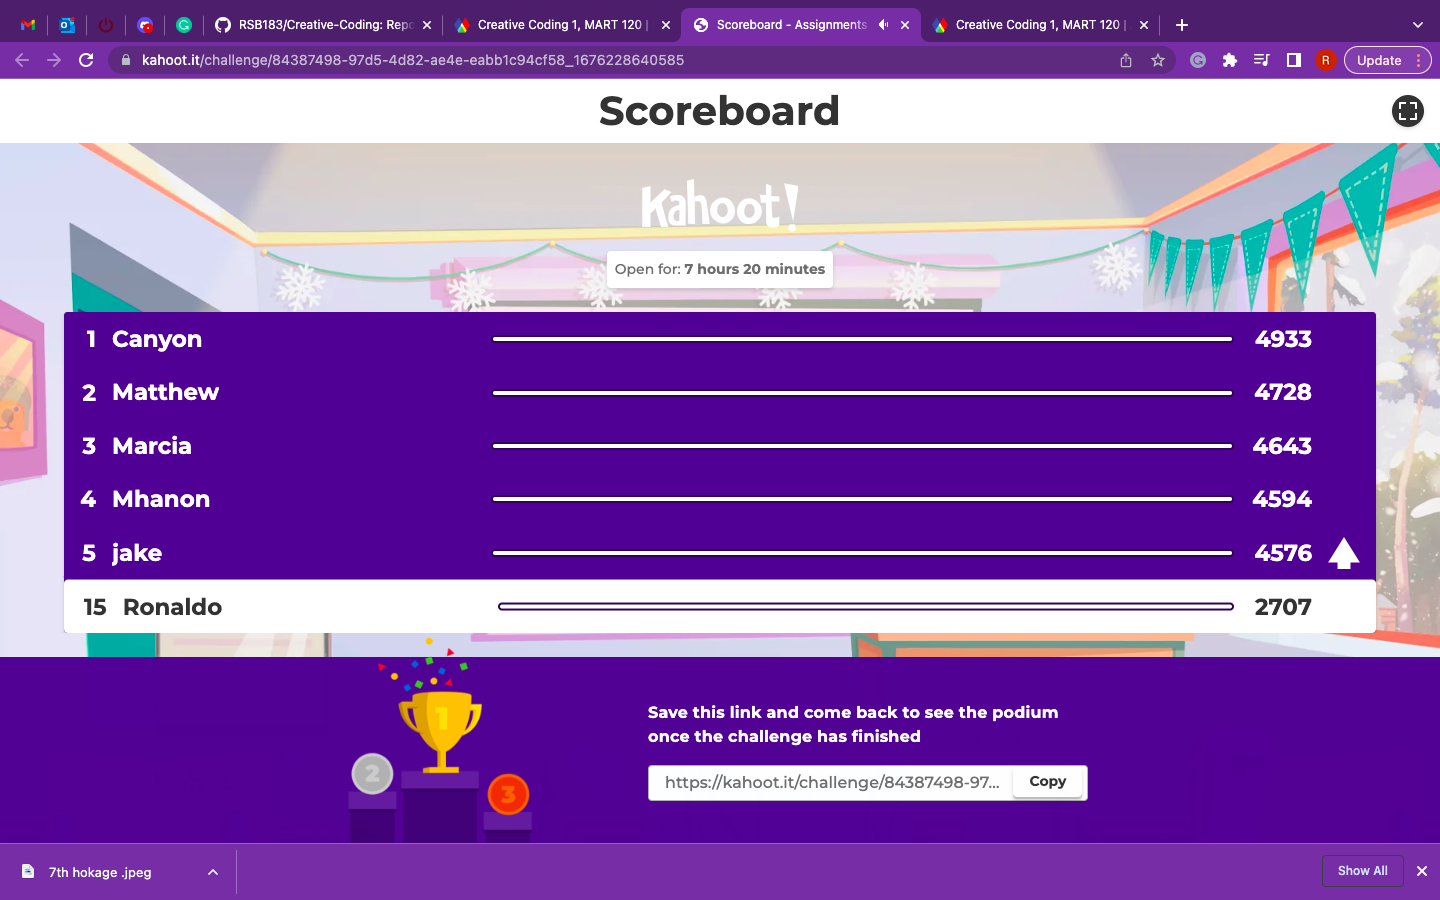 RSB183/Creative-Coding: Repo
Creative Coding 1, MART 120 |
Scoreboard - Assignments
Creative Coding 1, MART 120 |
kahoot.it/challenge/84387498-97d5-4d82-ae4e-eabb1c94cf58_1676228640585
R
Update
Scoreboard
Kahoot!
Open for: 7 hours 20 minutes
1 Canyon 4933
2 Matthew 4728
3 Marcia 4643
4 Mhanon 4594
5 jake 4576
15 Ronaldo 2707
1
2
3
Save this link and come back to see the podium
once the challenge has finished
https://kahoot.it/challenge/84387498-97... Copy
7th hokage .jpeg
Show All